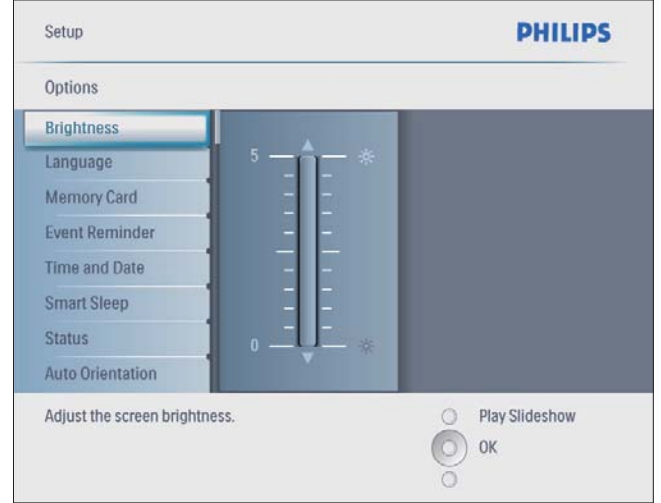 Setup
PHILIPS
Options
Brightness
Language
Memory Card
Event Reminder
Time and Date
Smart Sleep
Status
Auto Orientation
5
0
Adjust the screen brightness.
Play Slideshow
OK